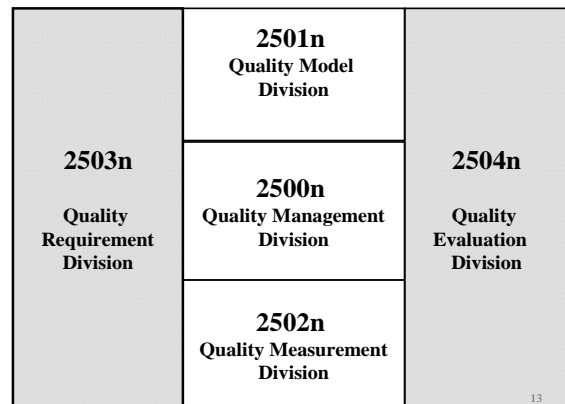 2503n
Quality
Requirement
Division
2501n
Quality Model
Division
2500n
Quality Management
Division
2502n
Quality Measurement
Division
2504n
Quality
Evaluation
Division
13